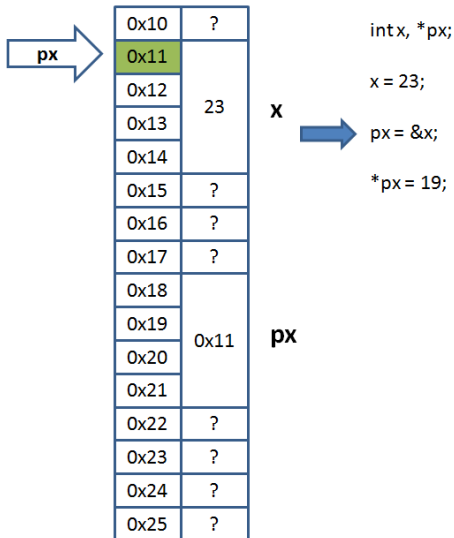 0x10 ? int x, *px;
px 0x11
0x12 x = 23;
23 x
0x13 px = &x;
0x14
0x15 ? *px = 19;
0x16 ?
0x17 ?
0x18
0x19
0x11 px
0x20
0x21
0x22 ?
0x23 ?
0x24 ?
0x25 ?